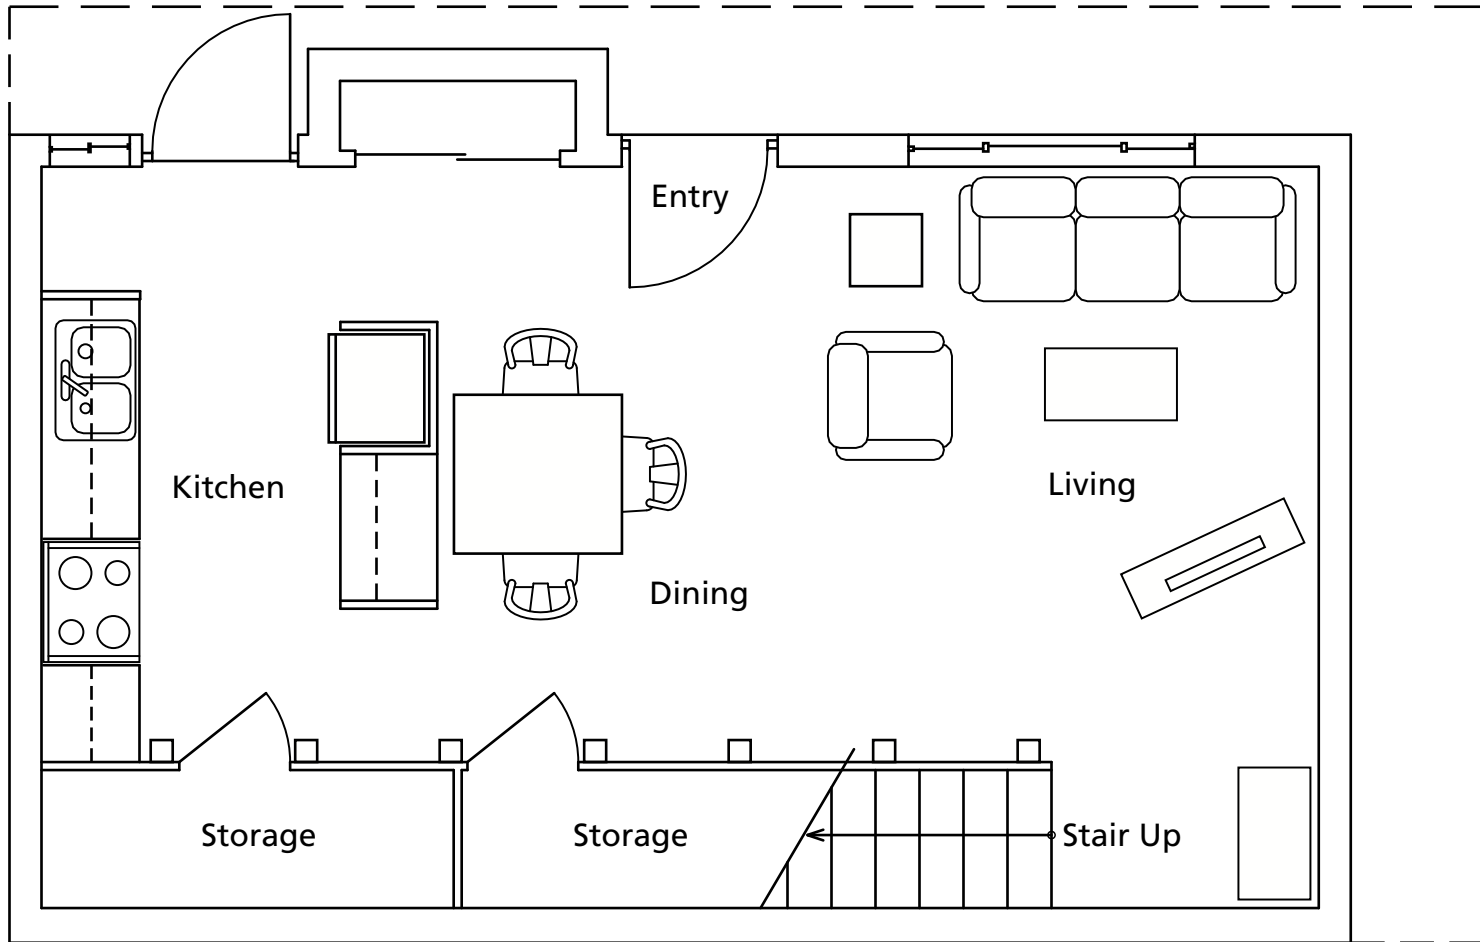 Entry
Kitchen
Living
Dining
Storage
Storage
Stair Up